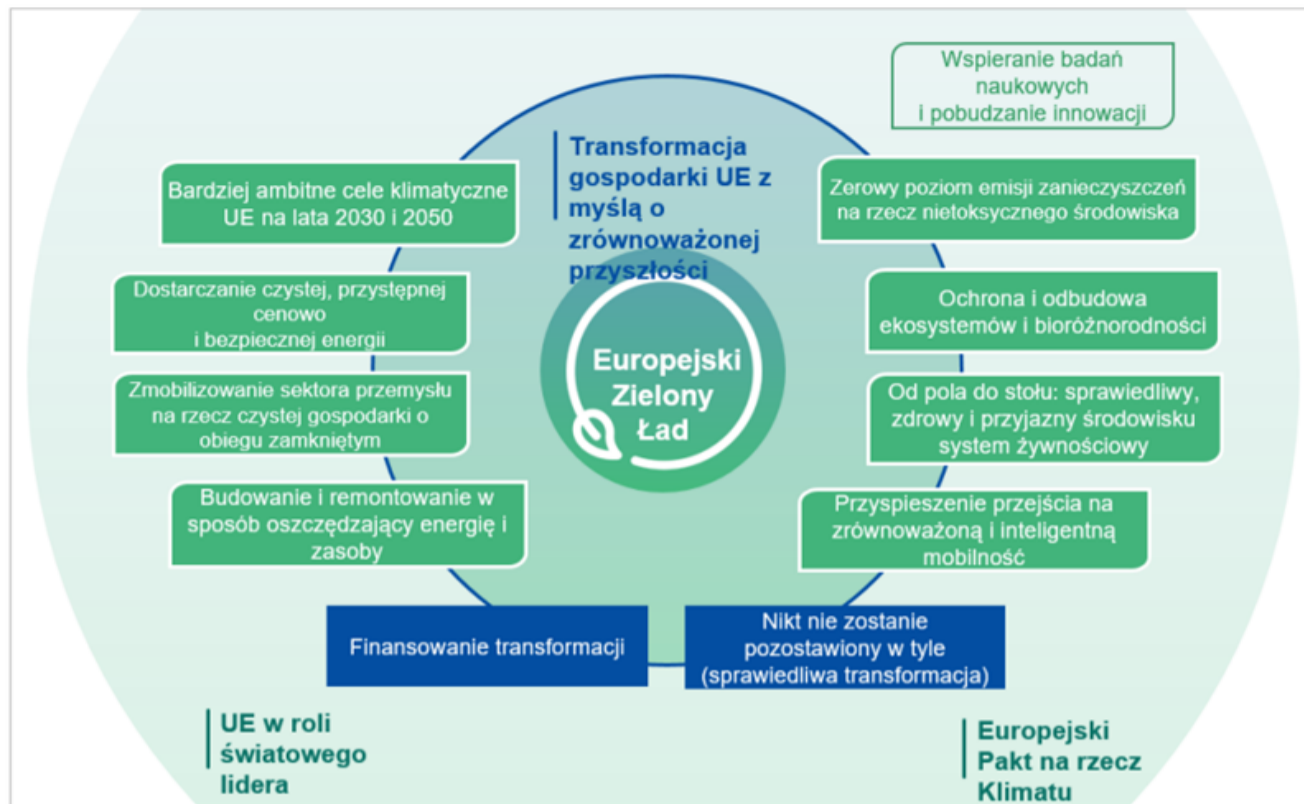 Wspieranie badań
naukowych
i pobudzanie innowacji
Transformacja
gospodarki UE z
myślą o
zrównoważonej
przyszłości
Bardziej ambitne cele klimatyczne
UE na lata 2030 i 2050
Dostarczanie czystej, przystępnej
cenowo
i bezpiecznej energii
Zmobilizowanie sektora przemysłu
na rzecz czystej gospodarki o
obiegu zamkniętym
Budowanie i remontowanie w
sposób oszczędzający energię i
zasoby
Europejski
Zielony
Ład
Zerowy poziom emisji zanieczyszczeń
na rzecz nietoksycznego środowiska
Ochrona i odbudowa
ekosystemów i bioróżnorodności
Od pola do stołu: sprawiedliwy,
zdrowy i przyjazny środowisku
system żywnościowy
Przyspieszenie przejścia na
zrównoważoną i inteligentną
mobilność
Finansowanie transformacji
Nikt nie zostanie
pozostawiony w tyle
(sprawiedliwa transformacja)
UE w roli
światowego
lidera
Europejski
Pakt na rzecz
Klimatu